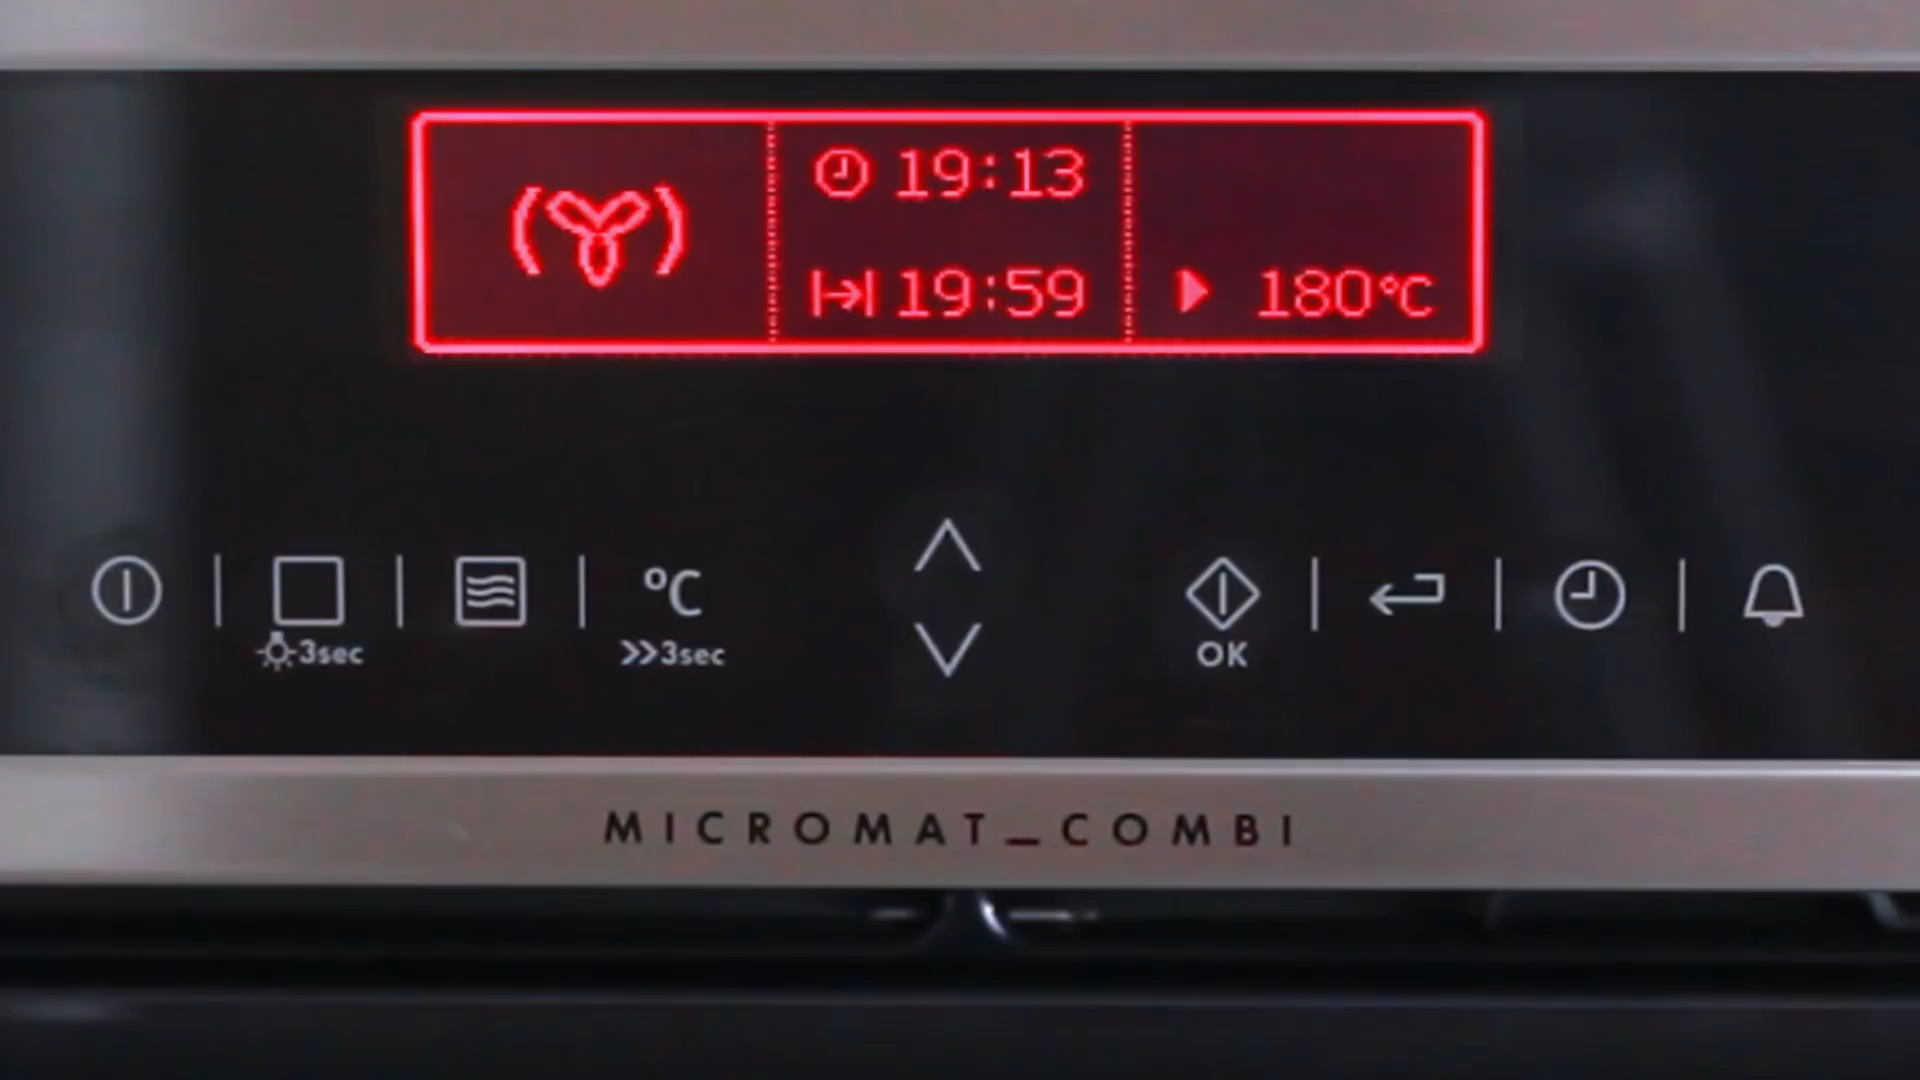 19:13
19:59
180°C
°C
3sec
>>3sec
OK
MICROMAT_COMBI